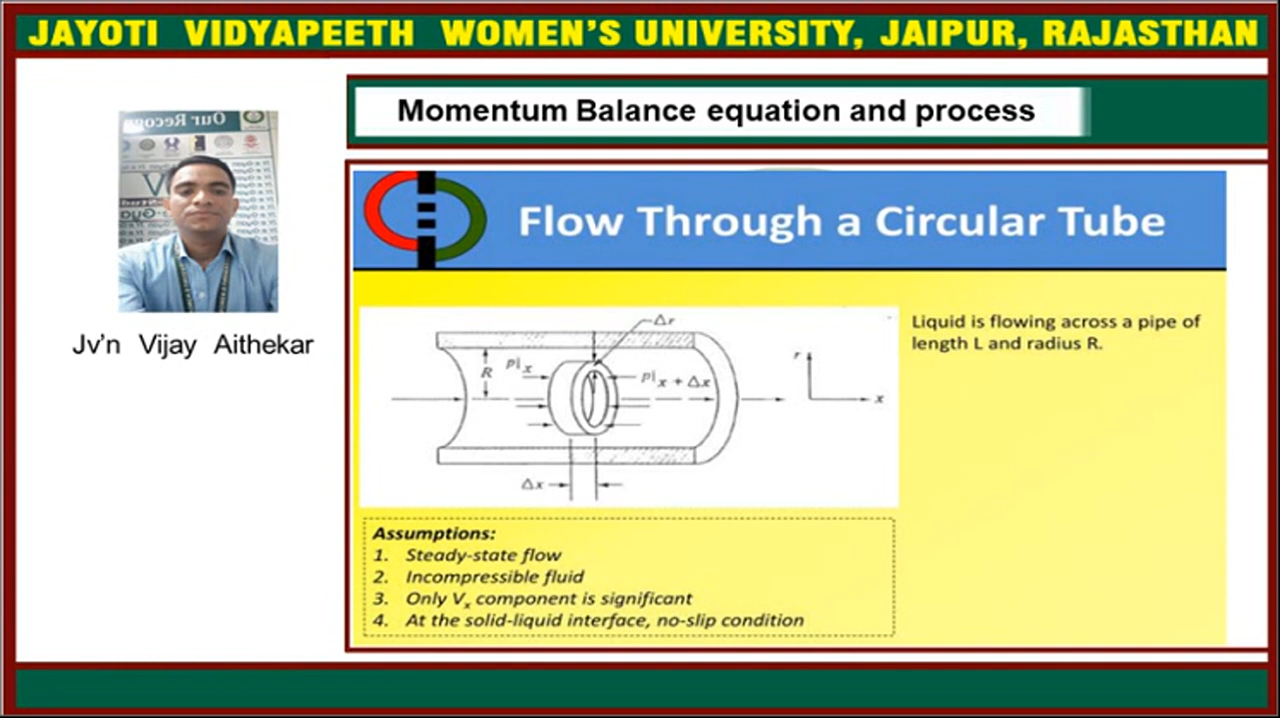 JAYOTI VIDYAPEETH WOMEN'S UNIVERSITY, JAIPUR, RAJASTHAN
Momentum Balance equation and process
Our Recogn
Jv'n Vijay Aithekar
Flow Through a Circular Tube
Δr
R
p|x
p|x + Δx
r
x
Δx
Liquid is flowing across a pipe of
length L and radius R.
Assumptions:
1. Steady-state flow
2. Incompressible fluid
3. Only Vx component is significant
4. At the solid-liquid interface, no-slip condition